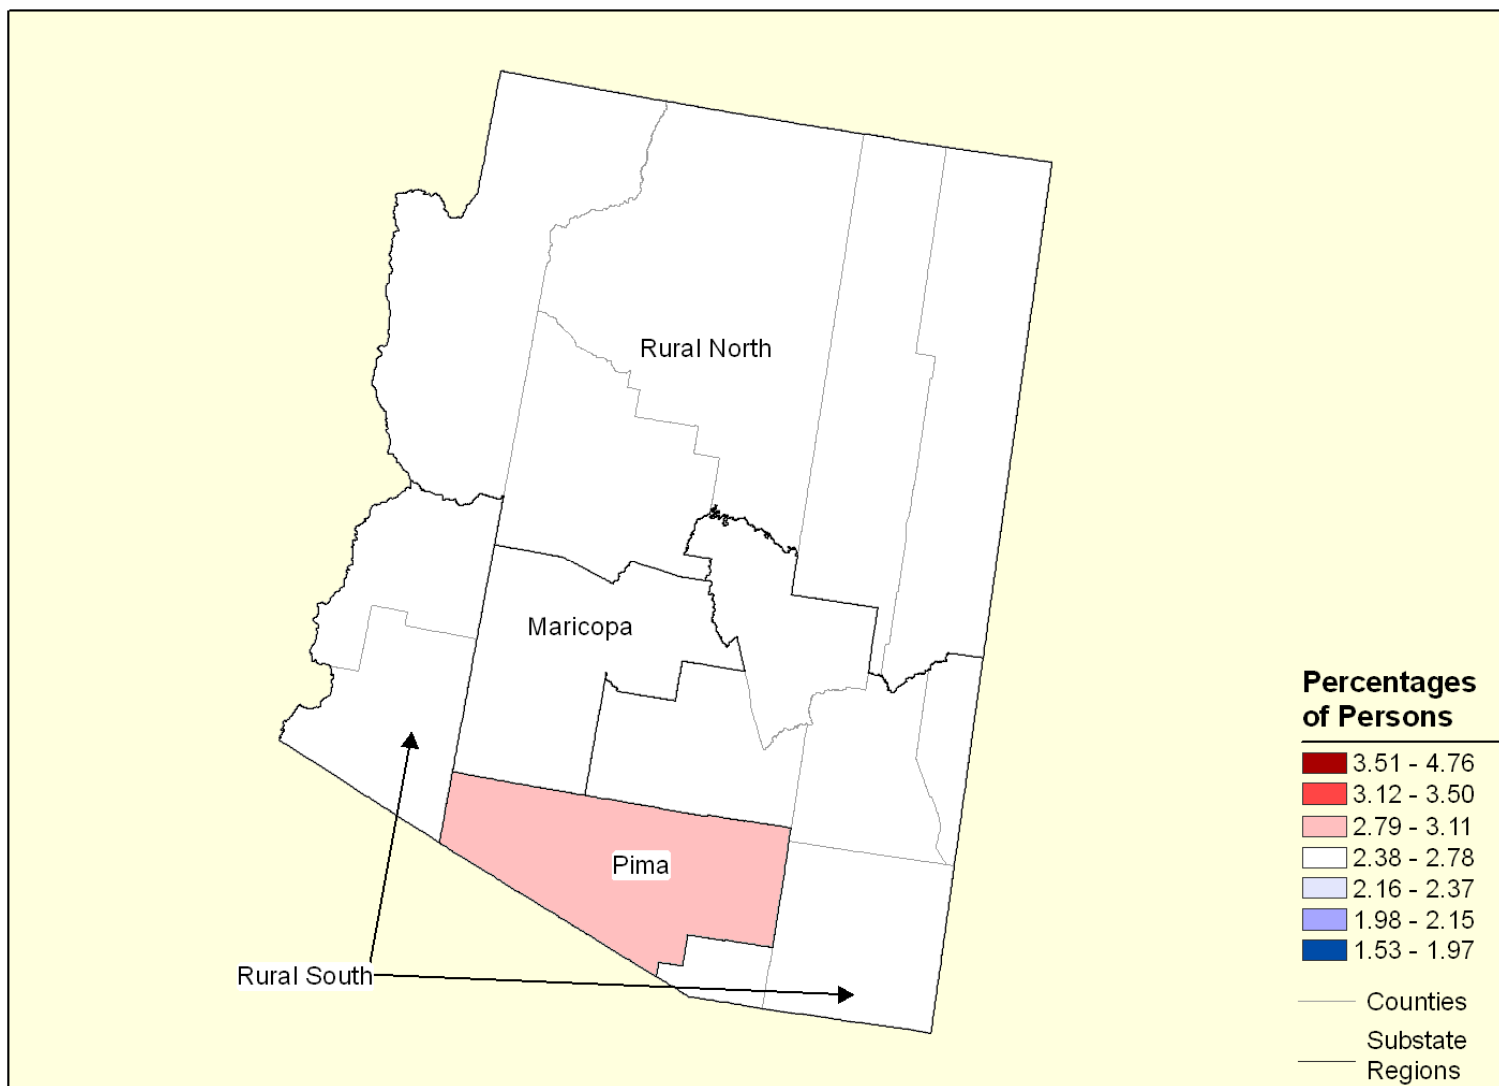 Rural North
Maricopa
Pima
Rural South
Percentages
of Persons
3.51 - 4.76
3.12 - 3.50
2.79 - 3.11
2.38 - 2.78
2.16 - 2.37
1.98 - 2.15
1.53 - 1.97
Counties
Substate
Regions